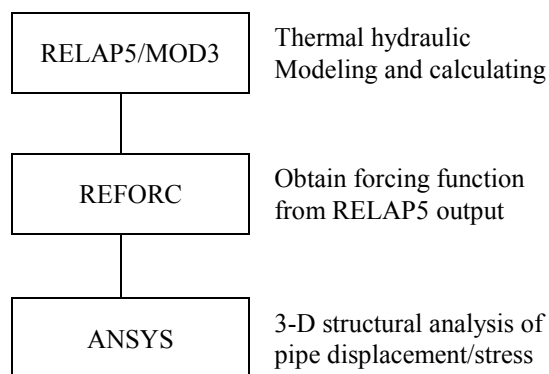 RELAP5/MOD3
Thermal hydraulic
Modeling and calculating
REFORC
Obtain forcing function
from RELAP5 output
ANSYS
3-D structural analysis of
pipe displacement/stress